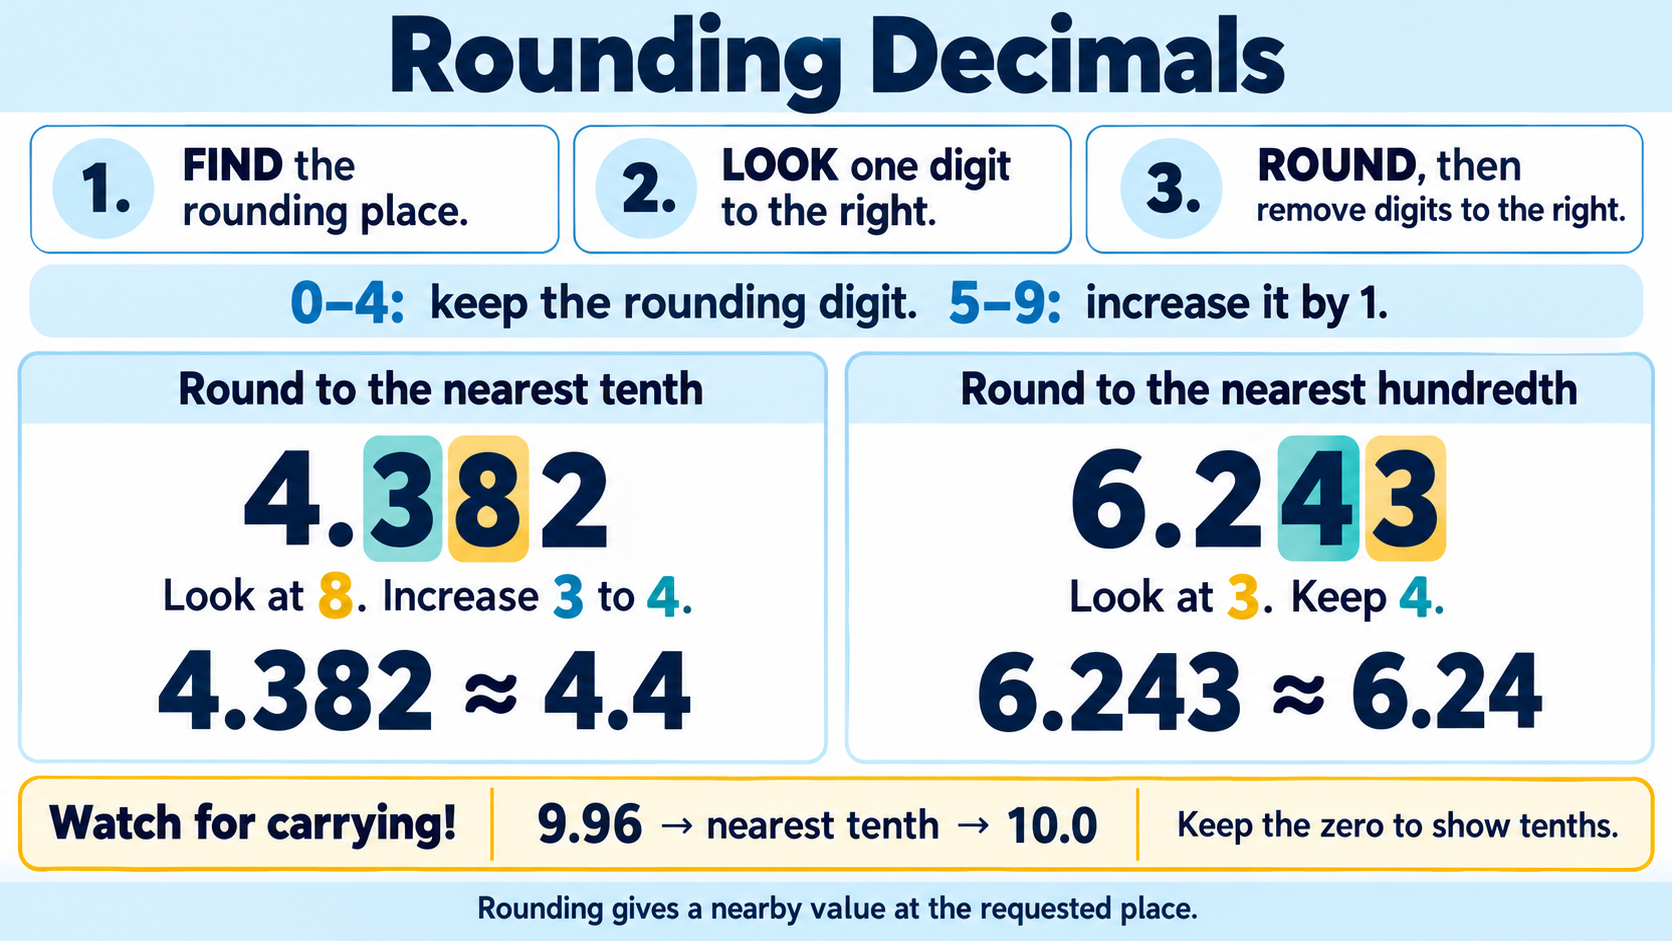 Rounding Decimals
1. FIND the
rounding place.
2. LOOK one digit
to the right.
3. ROUND, then
remove digits to the right.
0–4: keep the rounding digit. 5–9: increase it by 1.
Round to the nearest tenth
4.382
Look at 8. Increase 3 to 4.
4.382 ≈ 4.4
Round to the nearest hundredth
6.243
Look at 3. Keep 4.
6.243 ≈ 6.24
Watch for carrying!
9.96 → nearest tenth → 10.0
Keep the zero to show tenths.
Rounding gives a nearby value at the requested place.